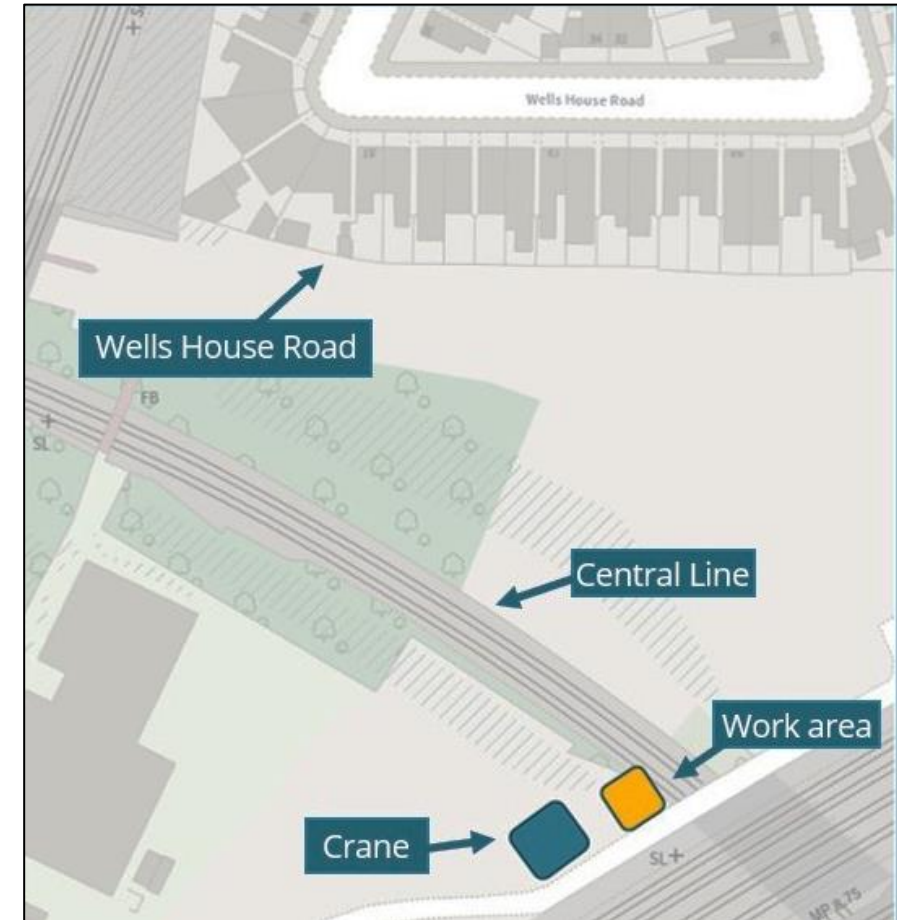 Wells House Road
Wells House Road
FB
SL
Central Line
Work area
Crane
SL